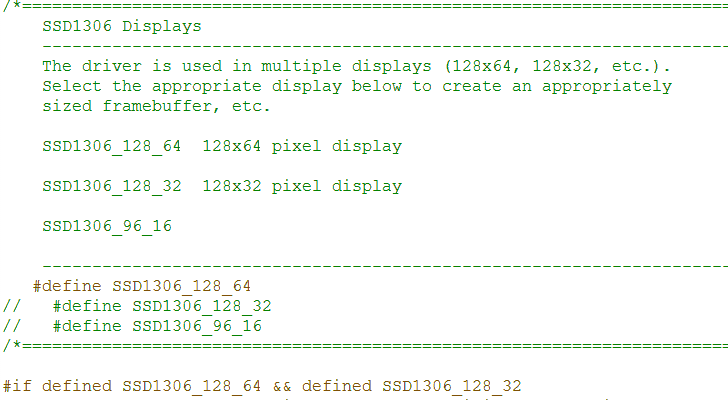 /*=======================================================================
SSD1306 Displays
-----------------------------------------------------------------------
The driver is used in multiple displays (128x64, 128x32, etc.).
Select the appropriate display below to create an appropriately
sized framebuffer, etc.
SSD1306_128_64  128x64 pixel display
SSD1306_128_32  128x32 pixel display
SSD1306_96_16
-----------------------------------------------------------------------
#define SSD1306_128_64
//   #define SSD1306_128_32
//   #define SSD1306_96_16
/*=======================================================================
#if defined SSD1306_128_64 && defined SSD1306_128_32